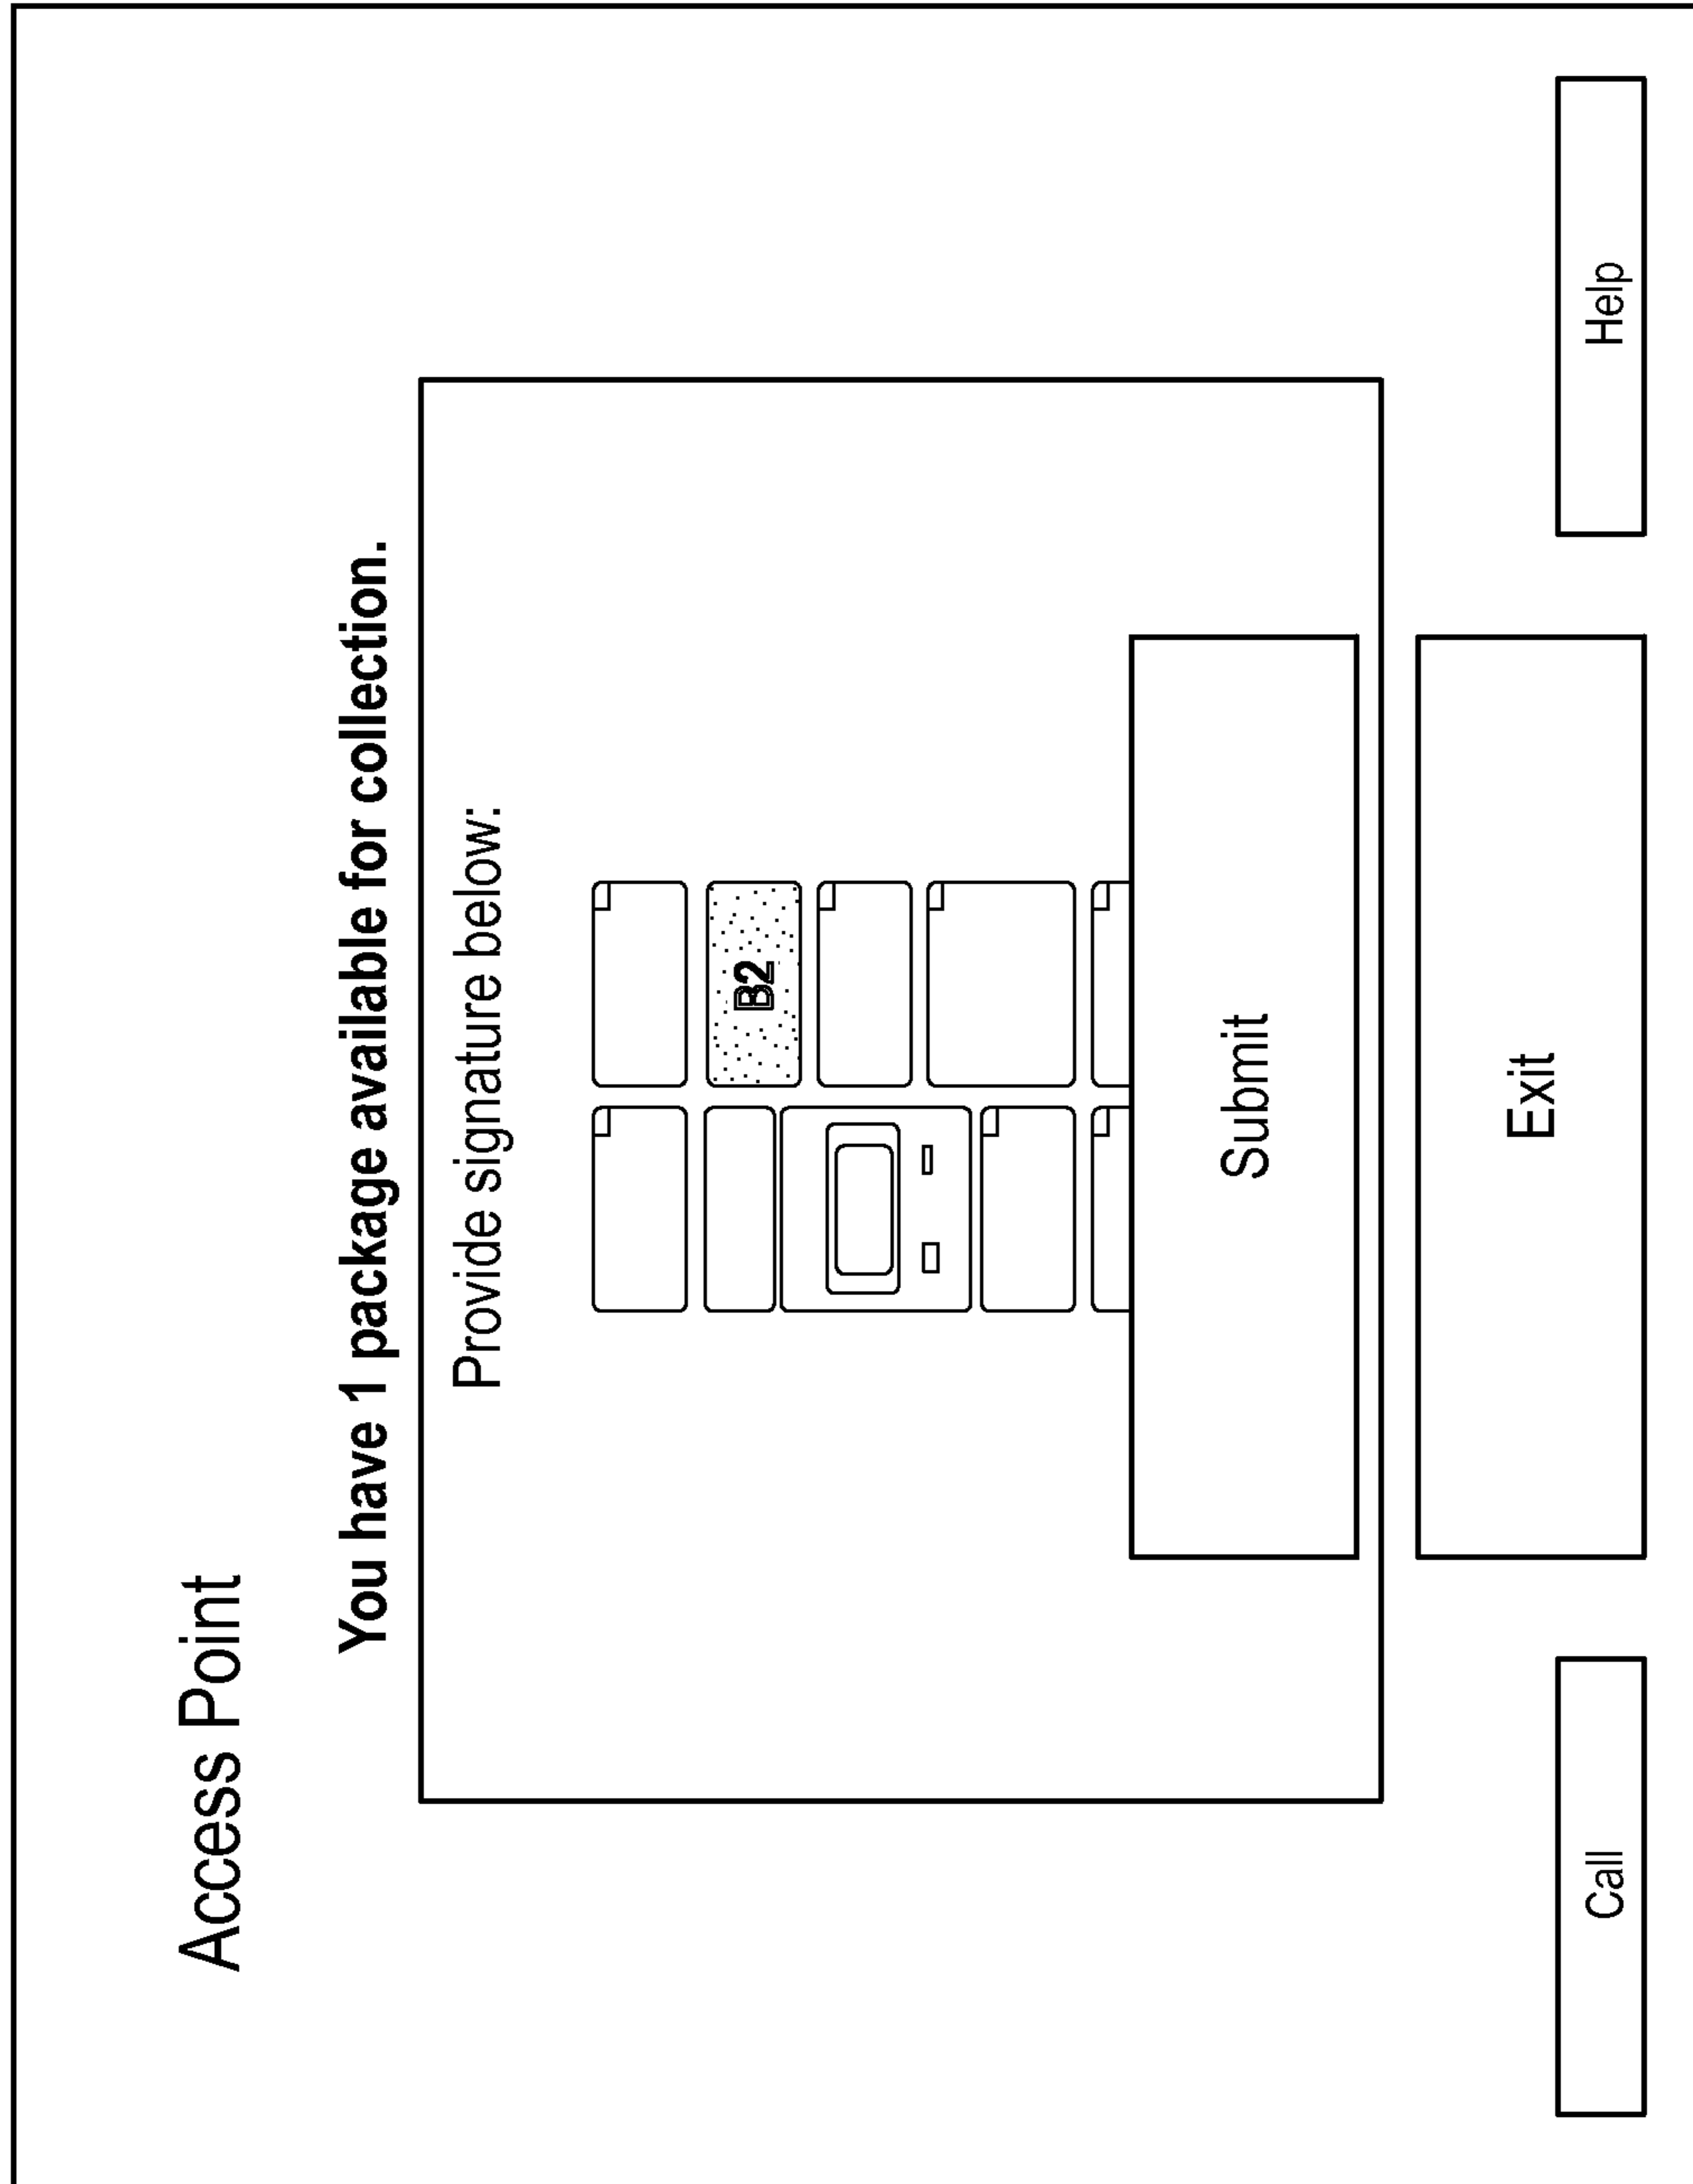 Access Point
You have 1 package available for collection.
Provide signature below:
B2
Submit
Exit
Call
Help